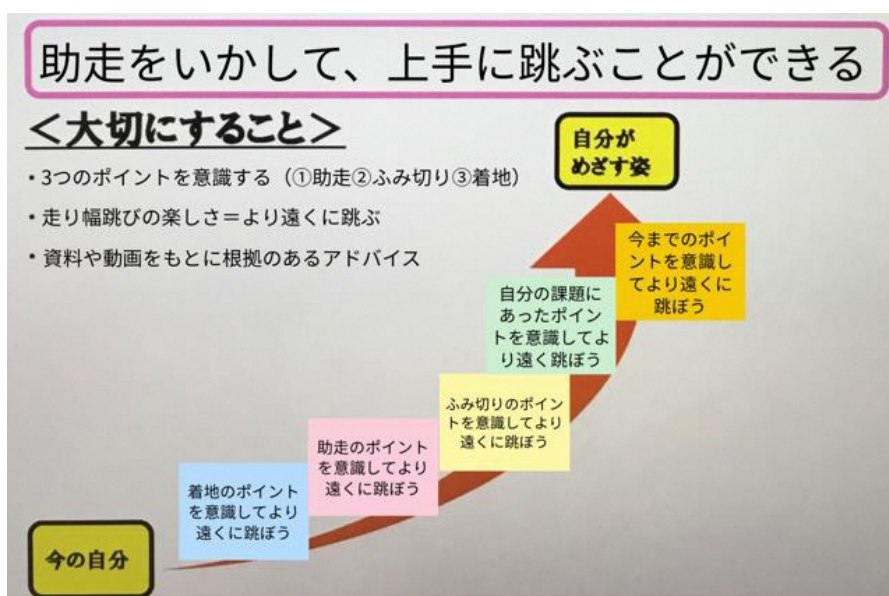 助走をいかして、上手に跳ぶことができる
＜大切にすること＞
・3つのポイントを意識する（①助走②ふみ切り③着地）
・走り幅跳びの楽しさ＝より遠くに跳ぶ
・資料や動画をもとに根拠のあるアドバイス
自分が
めざす姿
今までのポイ
ントを意識し
てより遠くに
跳ぼう
自分の課題に
あったポイン
トを意識してよ
り遠く跳ぼう
ふみ切りのポイン
トを意識してより
遠くに跳ぼう
助走のポイント
を意識してより
遠くに跳ぼう
着地のポイント
を意識してより
遠くに跳ぼう
今の自分